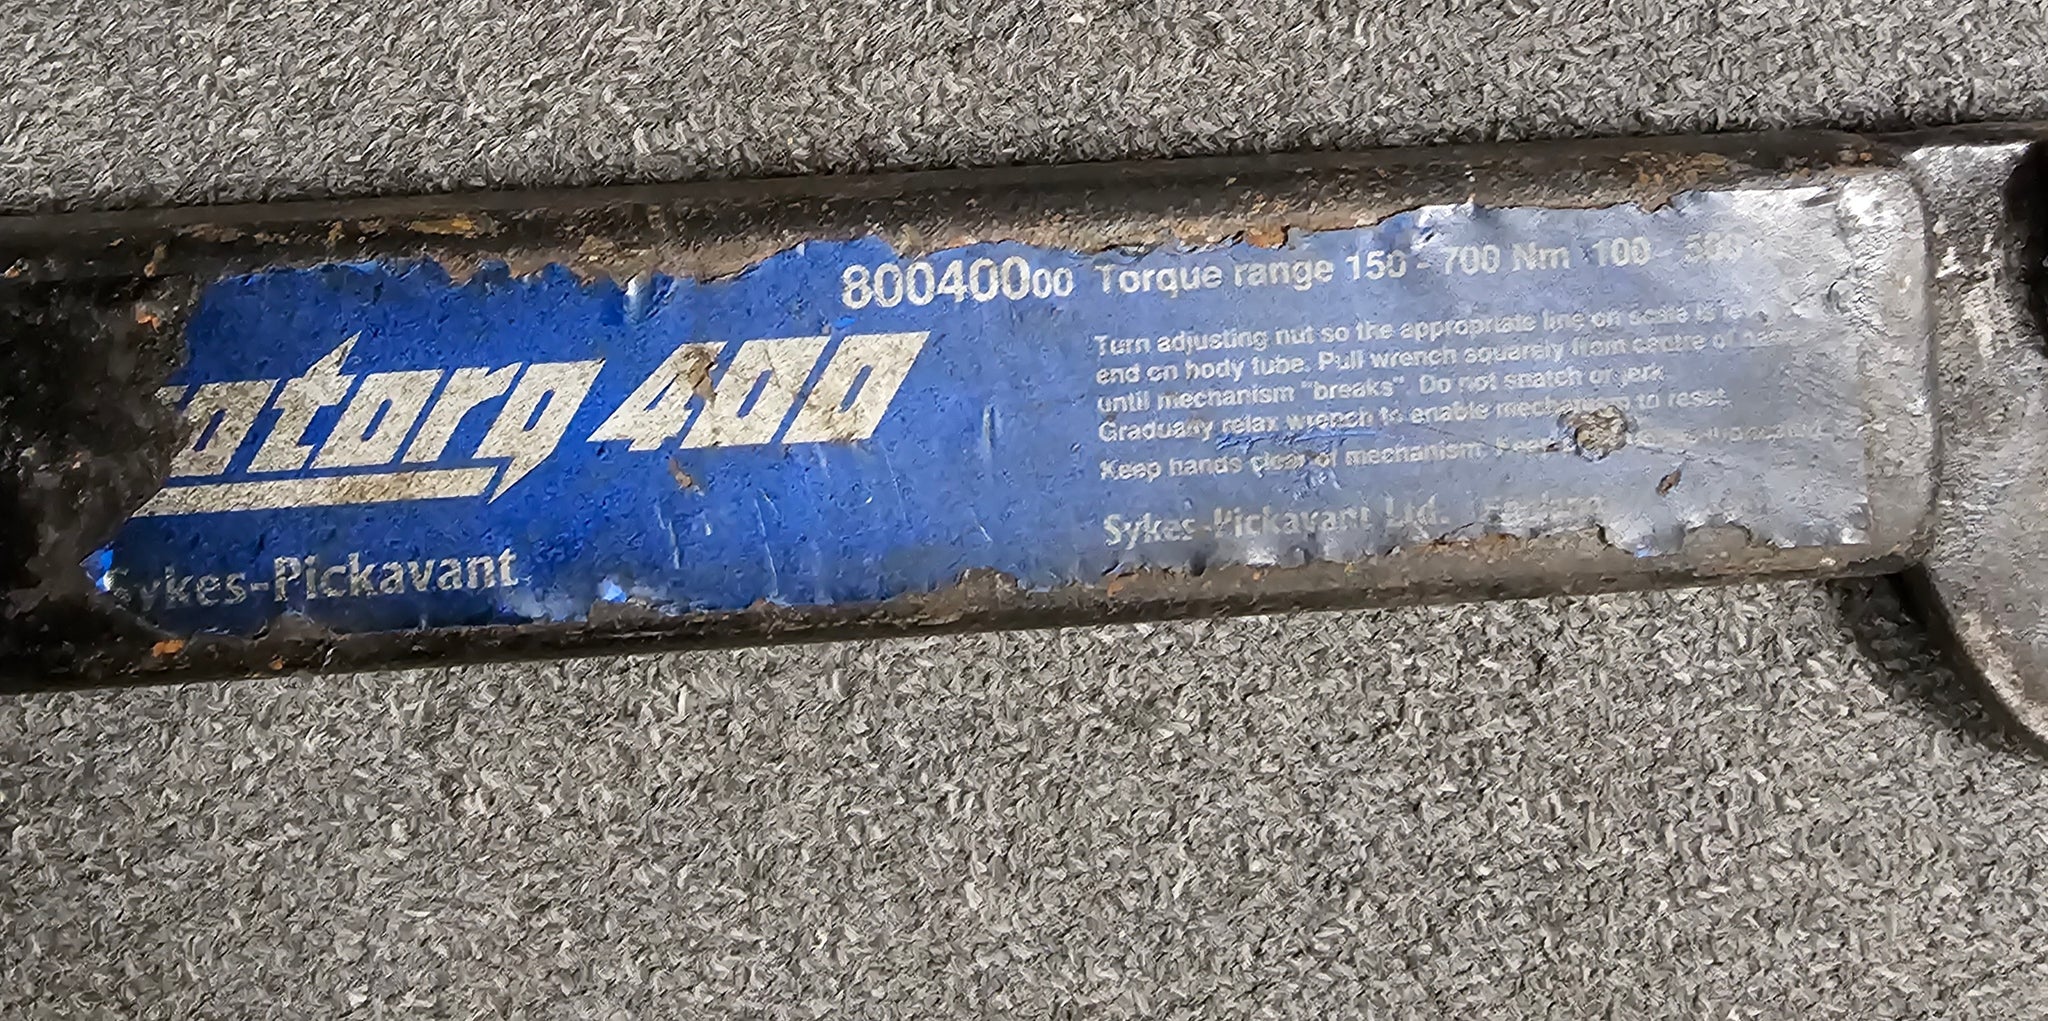 80040000 Torque range 150 - 700 Nm 100 - 500
torq 400
Turn adjusting nut so the appropriate line on scale is
end on body tube. Pull wrench squarely from centre of
until mechanism "breaks". Do not snatch or jerk
Gradually relax wrench to enable mechanism to reset.
Keep hands clear of mechanism.
Sykes-Pickavant Ltd. England
Sykes-Pickavant